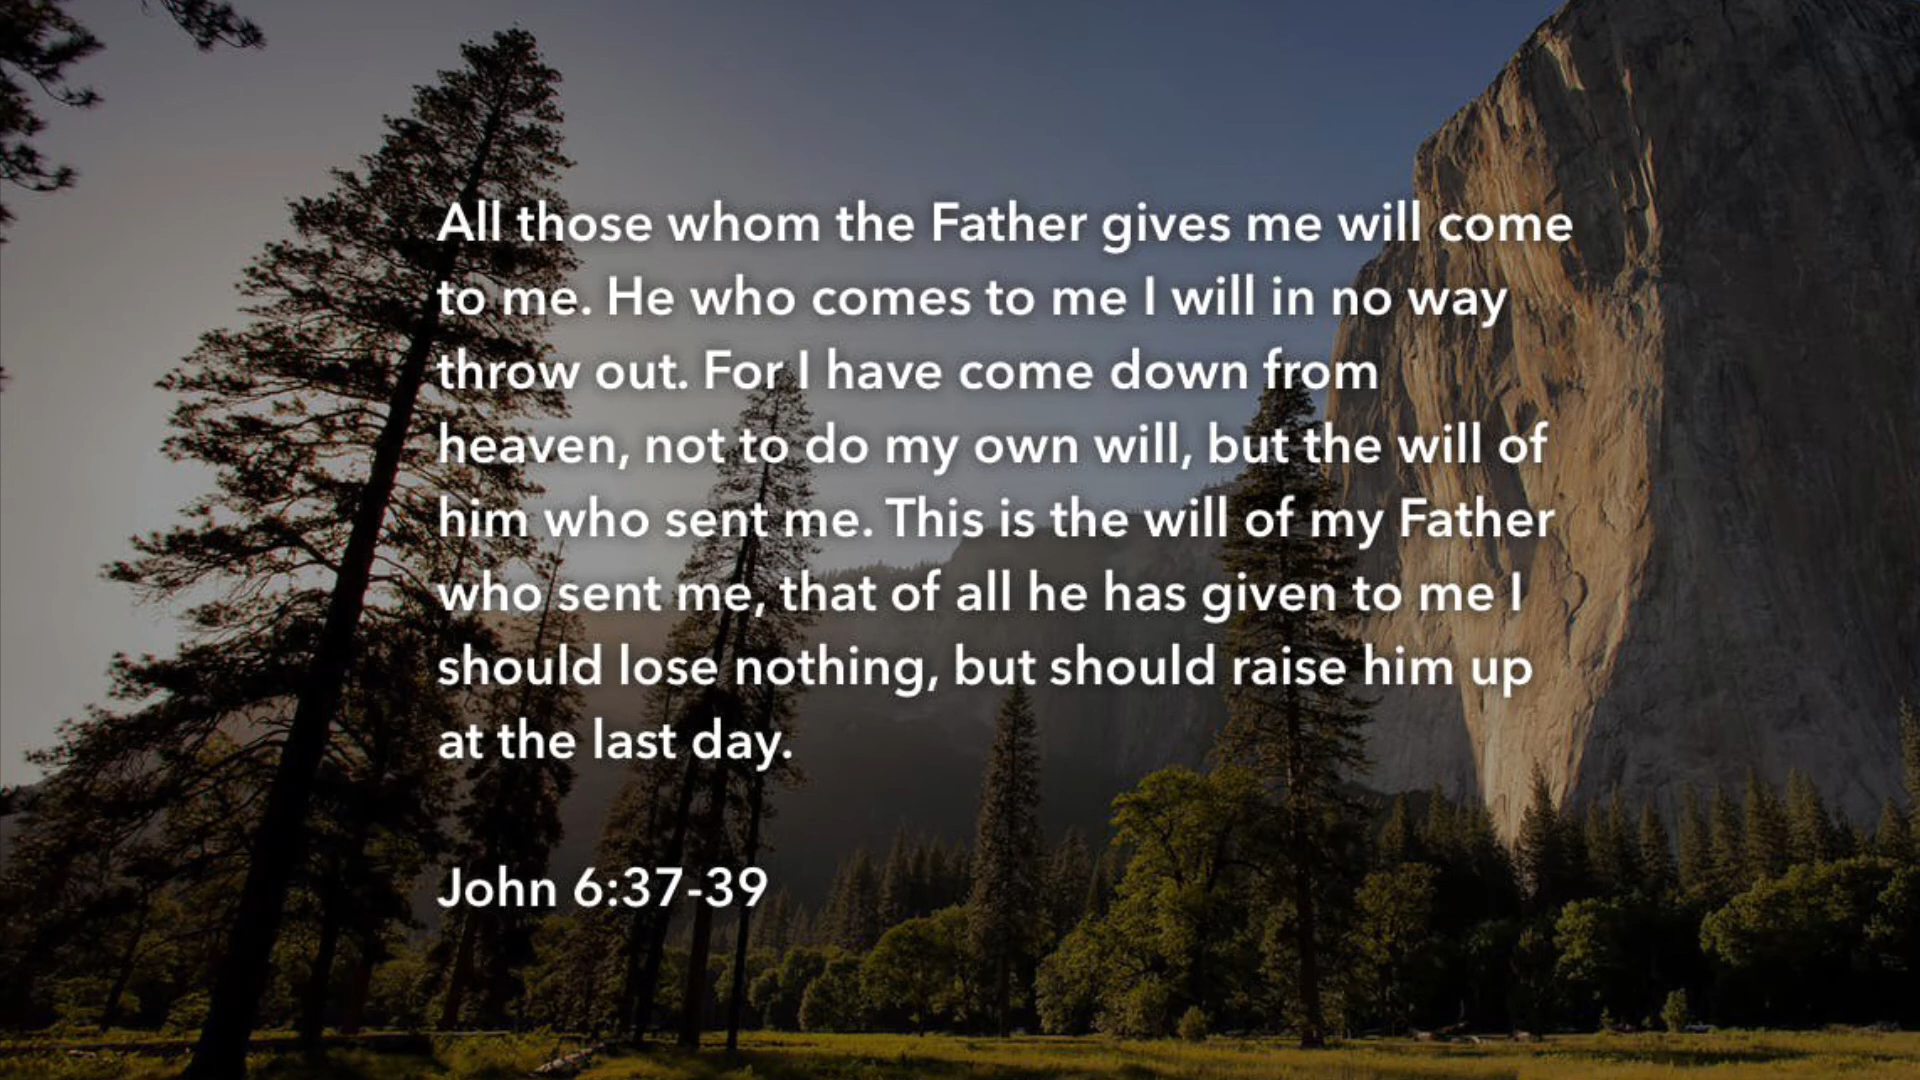 All those whom the Father gives me will come
to me. He who comes to me I will in no way
throw out. For I have come down from
heaven, not to do my own will, but the will of
him who sent me. This is the will of my Father
who sent me, that of all he has given to me I
should lose nothing, but should raise him up
at the last day.
John 6:37-39